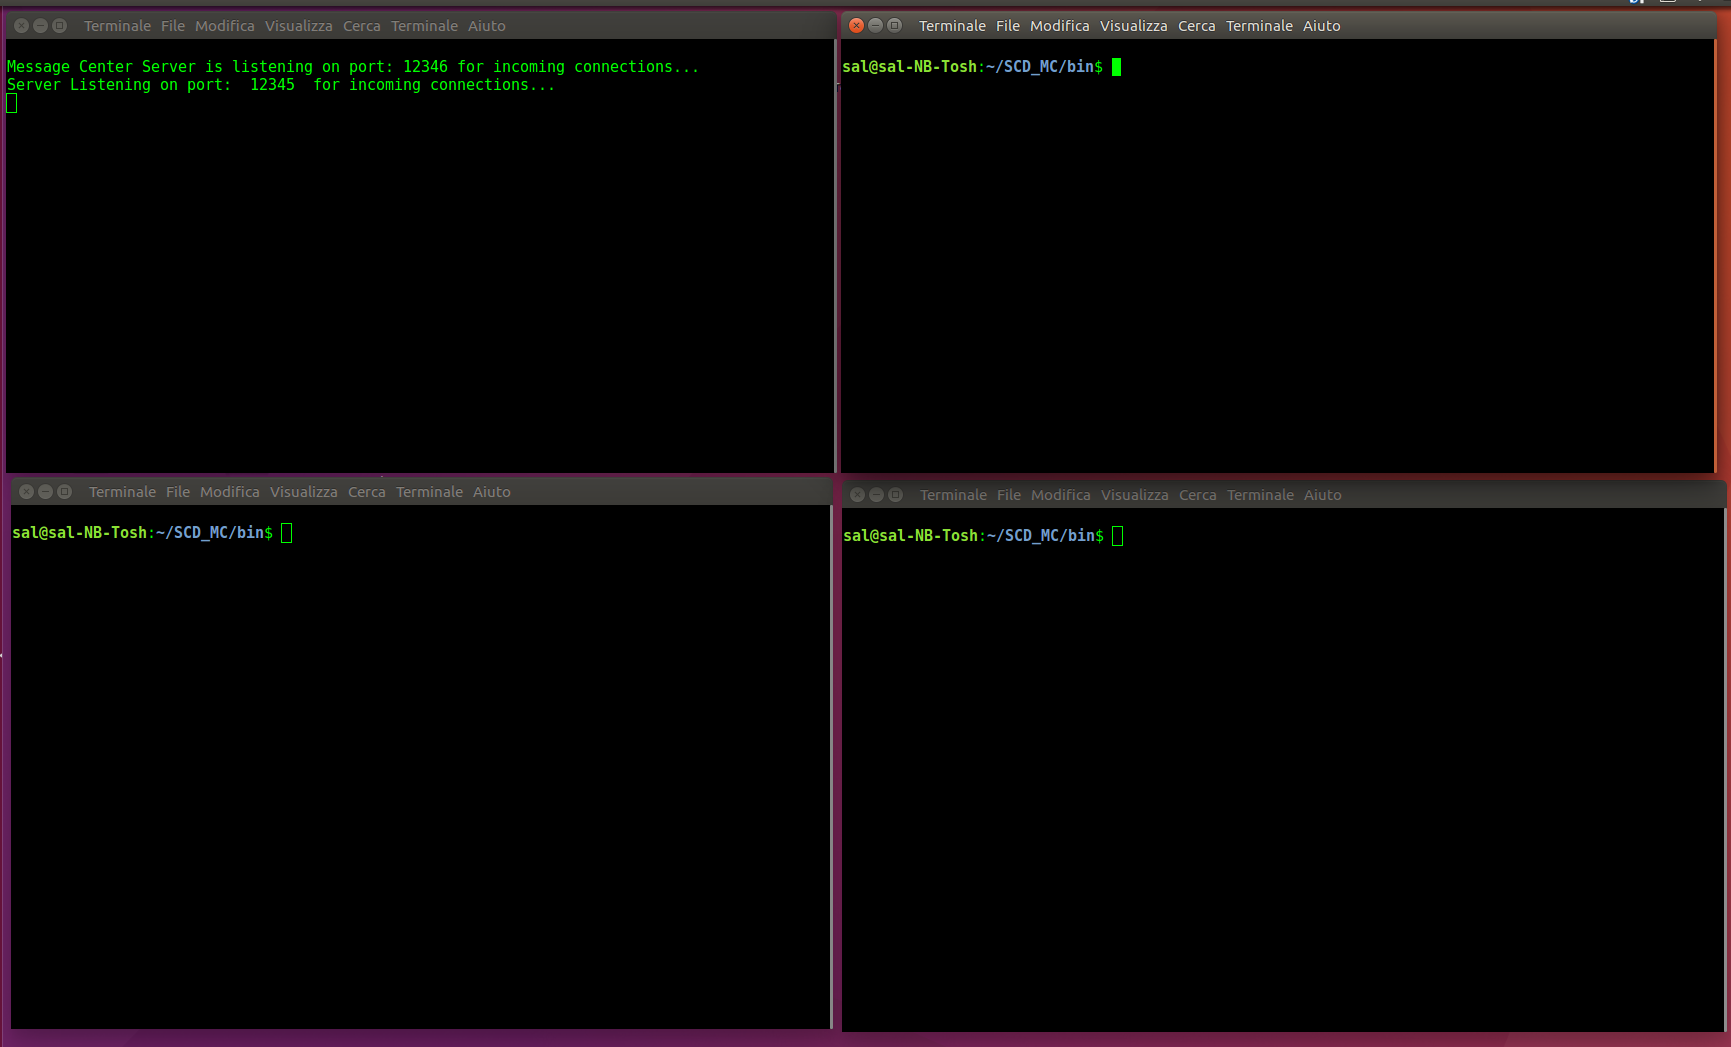 Terminale File Modifica Visualizza Cerca Terminale Aiuto
Message Center Server is listening on port: 12346 for incoming connections...
Server Listening on port:  12345  for incoming connections...
Terminale File Modifica Visualizza Cerca Terminale Aiuto
sal@sal-NB-Tosh:~/SCD_MC/bin$
Terminale File Modifica Visualizza Cerca Terminale Aiuto
sal@sal-NB-Tosh:~/SCD_MC/bin$
Terminale File Modifica Visualizza Cerca Terminale Aiuto
sal@sal-NB-Tosh:~/SCD_MC/bin$